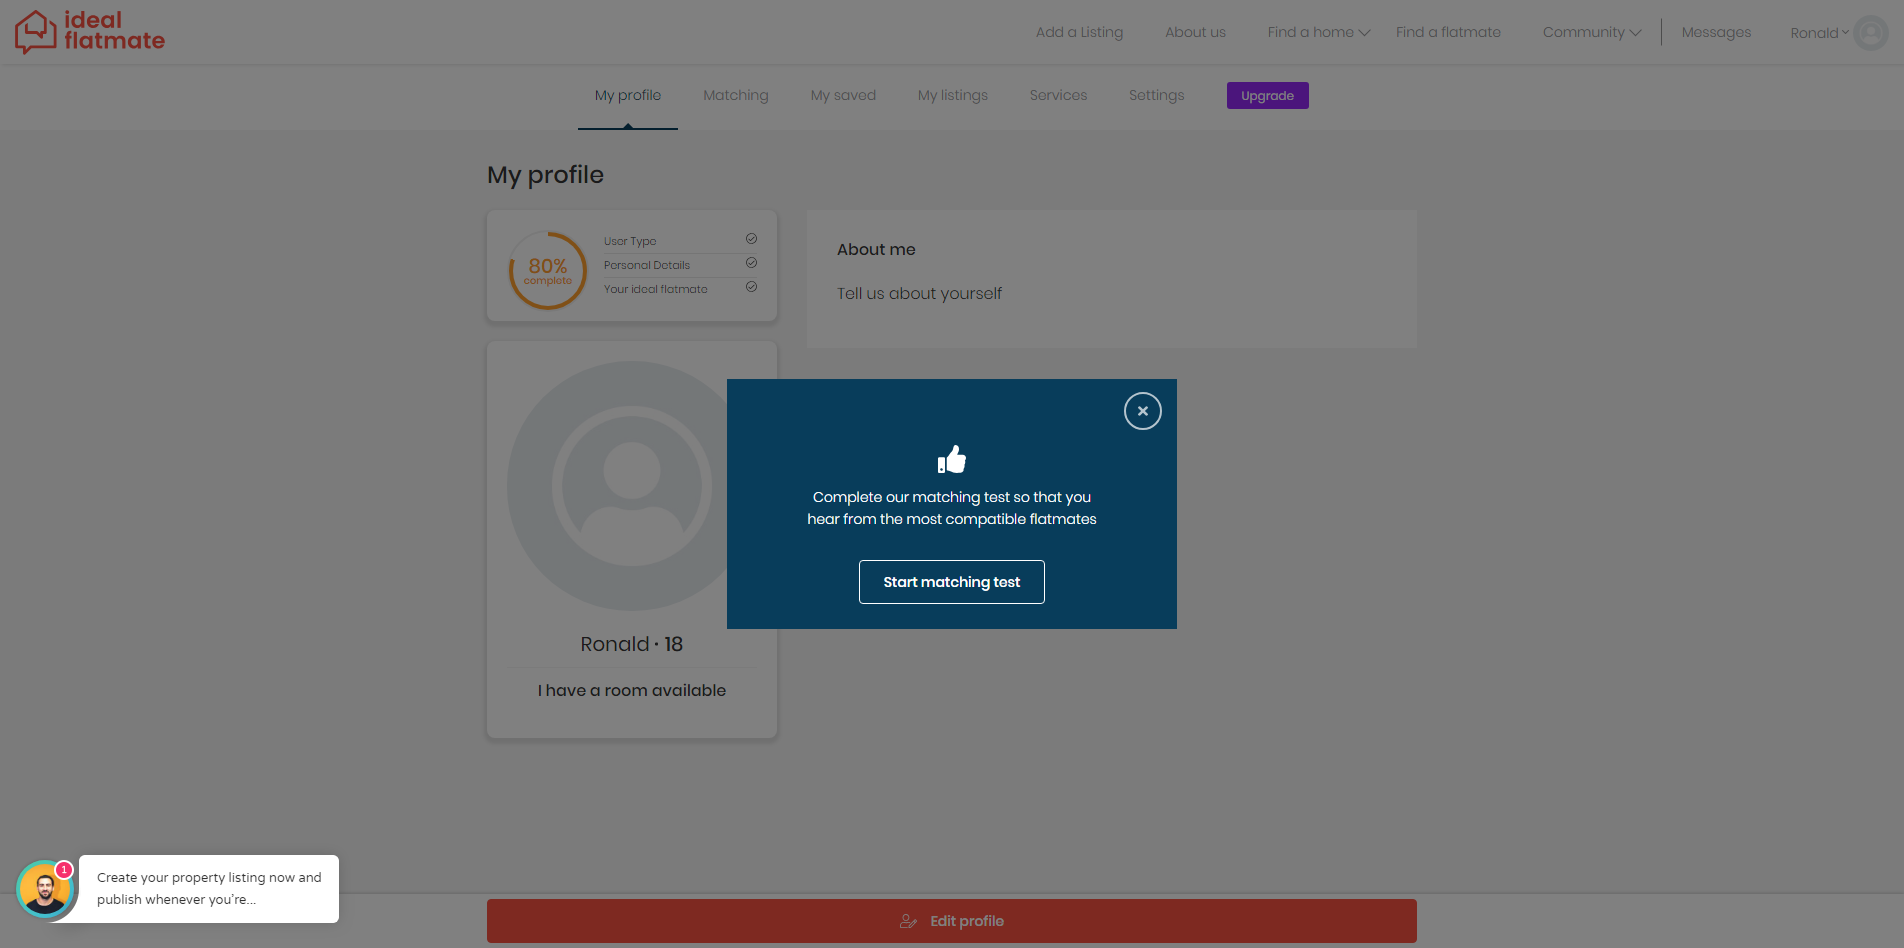 ideal
flatmate
Add a Listing
About us
Find a home
Find a flatmate
Community
Messages
Ronald
My profile
Matching
My saved
My listings
Services
Settings
Upgrade
My profile
80%
complete
User Type
Personal Details
Your ideal flatmate
About me
Tell us about yourself
Complete our matching test so that you
hear from the most compatible flatmates
Start matching test
Ronald · 18
I have a room available
1
Create your property listing now and
publish whenever you're...
Edit profile